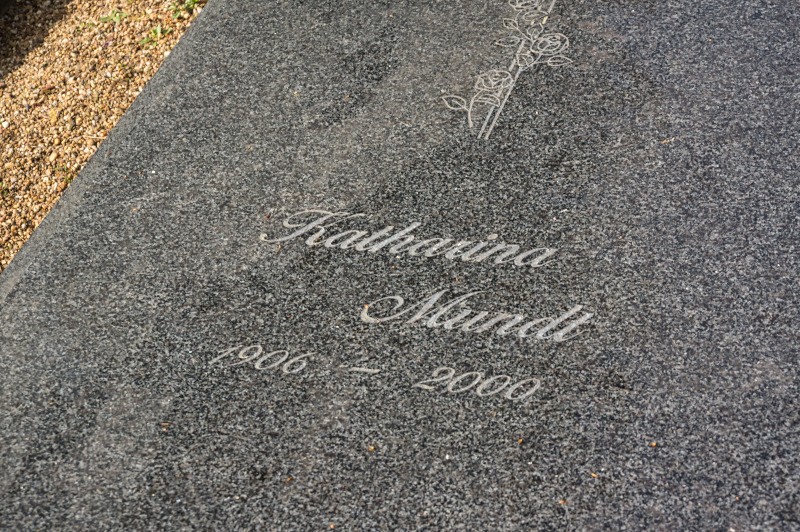 Katharina
Mundt
1906 – 2000